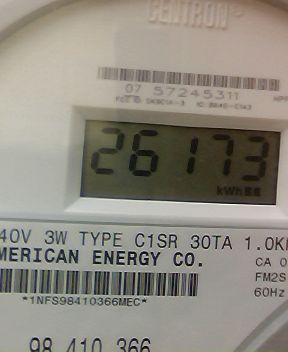 CENTRON®
07 57245311
26173
kWh
40V 3W TYPE C1SR 30TA 1.0K
MERICAN ENERGY CO.
CA 0
FM2S
60Hz
*1NFS98410366MEC*
98 410 366